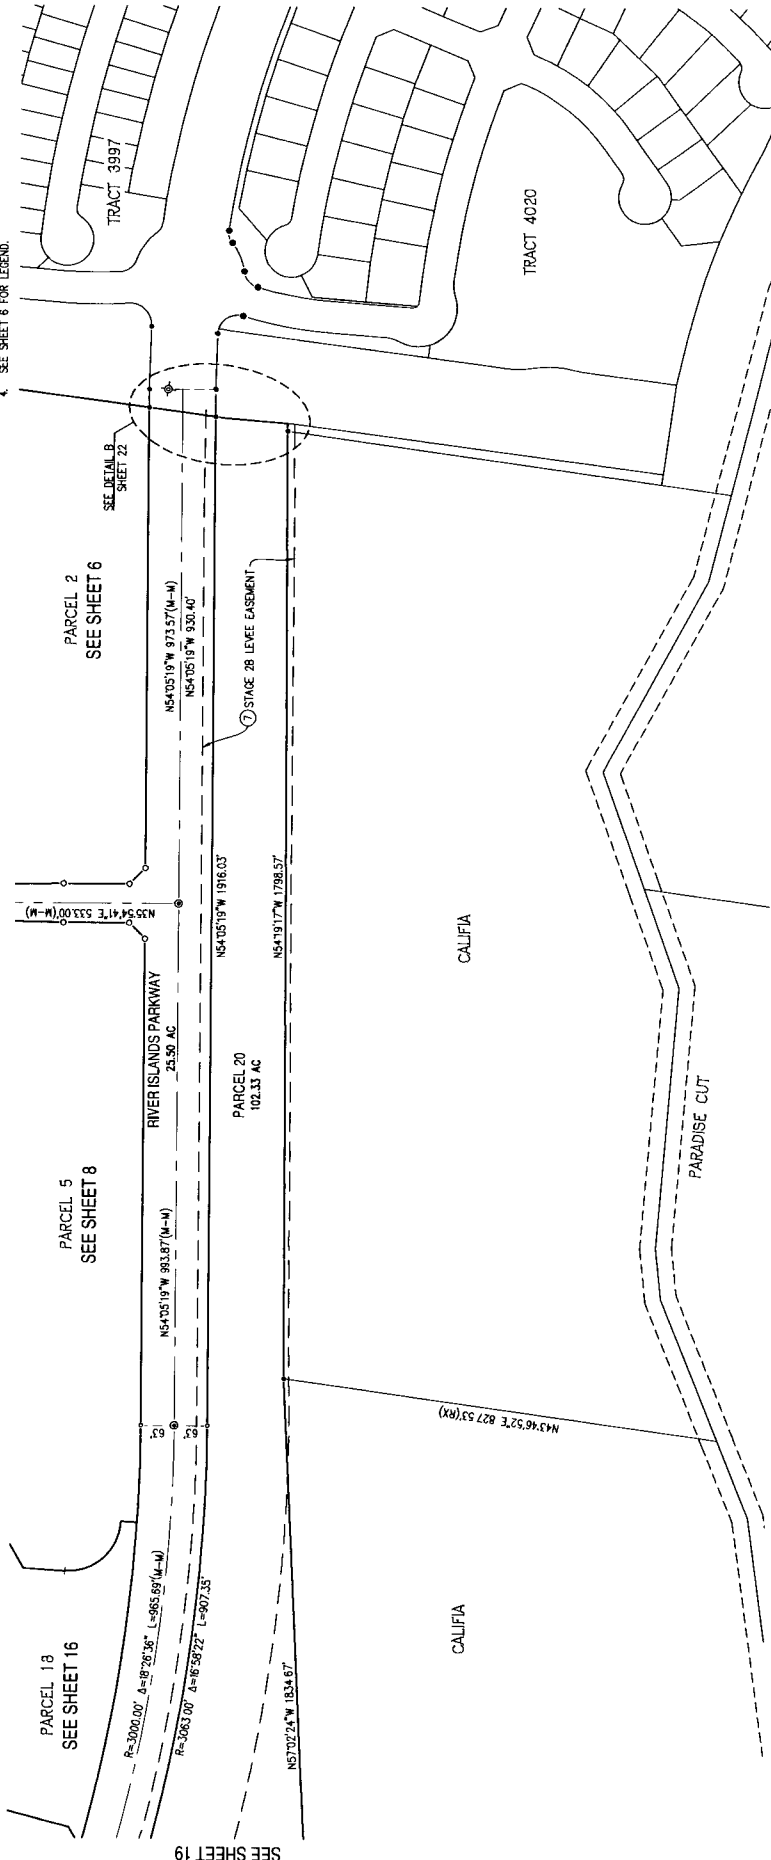 4. SEE SHEET 6 FOR LEGEND.
TRACT 3997
TRACT 4020
SEE DETAIL B
SHEET 22
PARCEL 2
SEE SHEET 6
N54°05'19"W 973.57'(M-M)
N54°05'19"W 930.40'
7 STAGE 2B LEVEE EASEMENT
N35°54'41"E 533.00'(M-M)
N54°05'19"W 1916.03'
N54°19'17"W 1798.57'
CALIFIA
RIVER ISLANDS PARKWAY
25.50 AC
PARCEL 20
102.33 AC
PARADISE CUT
PARCEL 5
SEE SHEET 8
N54°05'19"W 993.87'(M-M)
63'
63'
N43°46'52"E 827.53'(RX)
PARCEL 18
SEE SHEET 16
R=3000.00' Δ=18°26'36" L=965.69'(M-M)
R=3063.00' Δ=16°58'22" L=907.35'
N57°02'24"W 1834.67'
CALIFIA
SEE SHEET 19